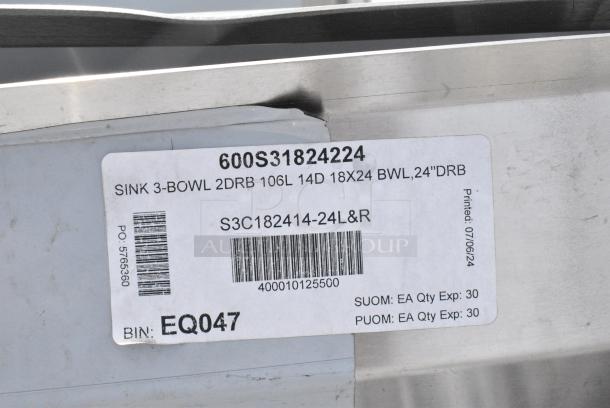 600S31824224
SINK 3-BOWL 2DRB 106L 14D 18X24 BWL,24"DRB
S3C182414-24L&R
PO: 5765360
400010125500
Printed: 07/06/24
SUOM: EA Qty Exp: 30
BIN: EQ047
PUOM: EA Qty Exp: 30